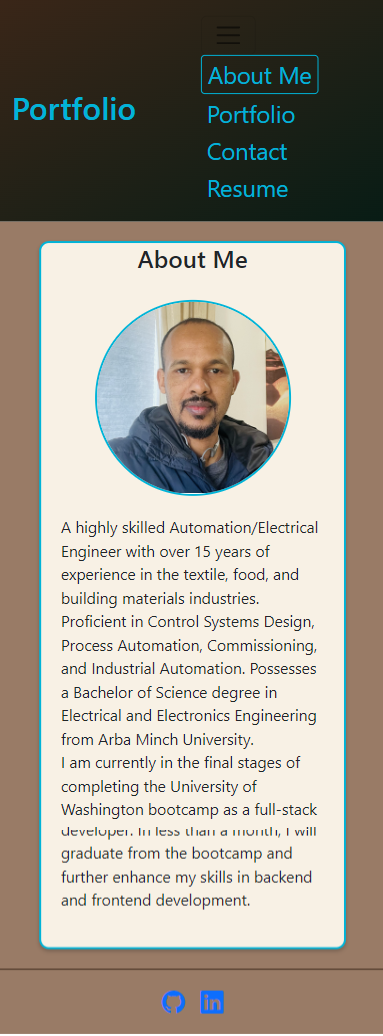 About Me
Portfolio
Portfolio
Contact
Resume
About Me
A highly skilled Automation/Electrical
Engineer with over 15 years of
experience in the textile, food, and
building materials industries.
Proficient in Control Systems Design,
Process Automation, Commissioning,
and Industrial Automation. Possesses
a Bachelor of Science degree in
Electrical and Electronics Engineering
from Arba Minch University.
I am currently in the final stages of
completing the University of
Washington bootcamp as a full-stack
developer. In less than a month, I will
graduate from the bootcamp and
further enhance my skills in backend
and frontend development.
in